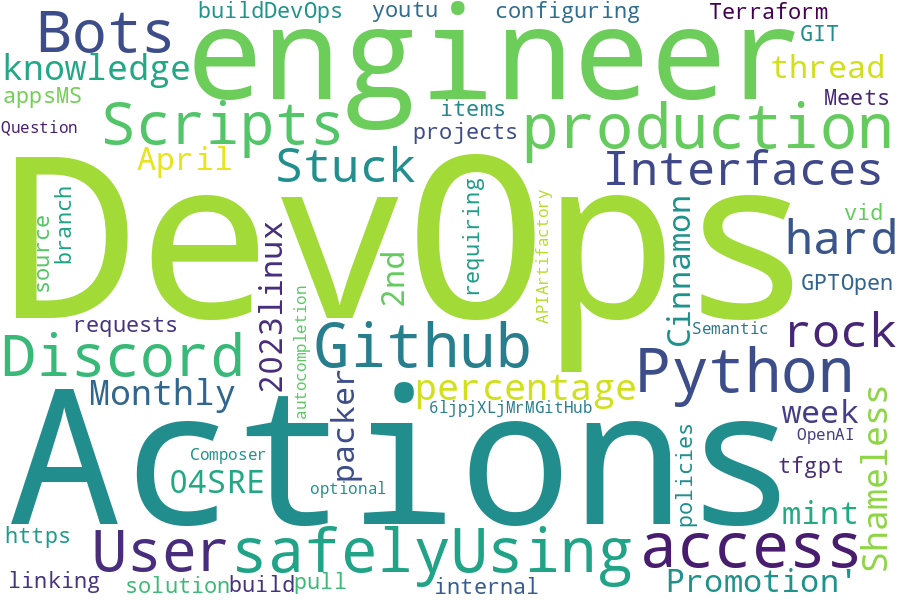 buildDevOps youtu configuring Terraform
Bots engineer GIT
knowledge thread
appsMS items Meets
Question Scripts projects production
April Stuck Interfaces
DevOps
source
branch
2023linux
2nd
requiring
APIArtifactory
Cinnamon
vid
hard
GPTOpen
requests Semantic rock
Discord Github Python
autocompletion
Monthly packer percentage
6ljpjXLjMrMGitHub week
Actions
OpenAI
Composer
04SRE tfgpt
optional policies
Shameless
https mint
User safelyUsing access
linking solution build pull internal Promotion'